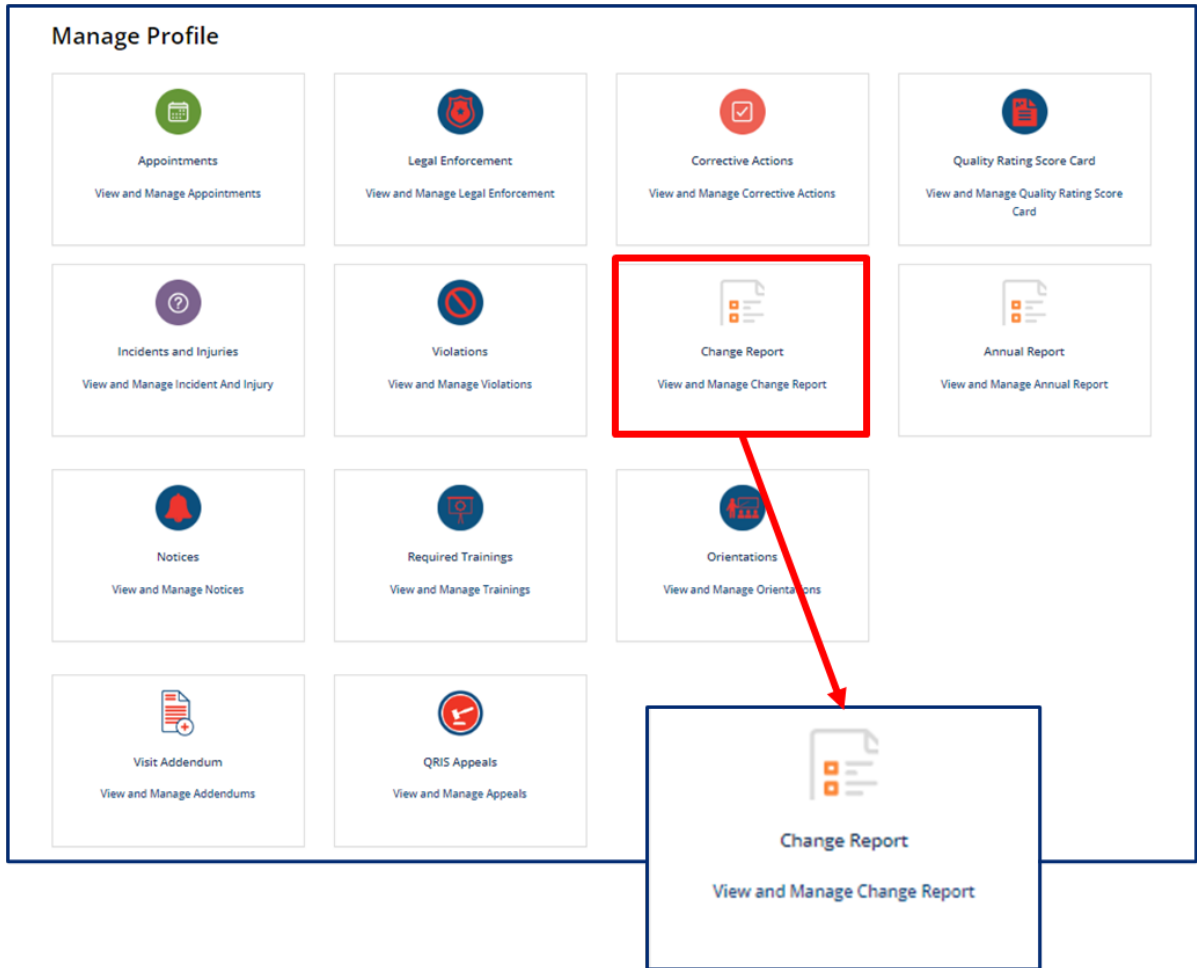 Manage Profile
Appointments
View and Manage Appointments
Legal Enforcement
View and Manage Legal Enforcement
Corrective Actions
View and Manage Corrective Actions
Quality Rating Score Card
View and Manage Quality Rating Score
Card
Incidents and Injuries
View and Manage Incident And Injury
Violations
View and Manage Violations
Change Report
View and Manage Change Report
Annual Report
View and Manage Annual Report
Notices
View and Manage Notices
Required Trainings
View and Manage Trainings
Orientations
View and Manage Orientations
Visit Addendum
View and Manage Addendums
QRIS Appeals
View and Manage Appeals
Change Report
View and Manage Change Report